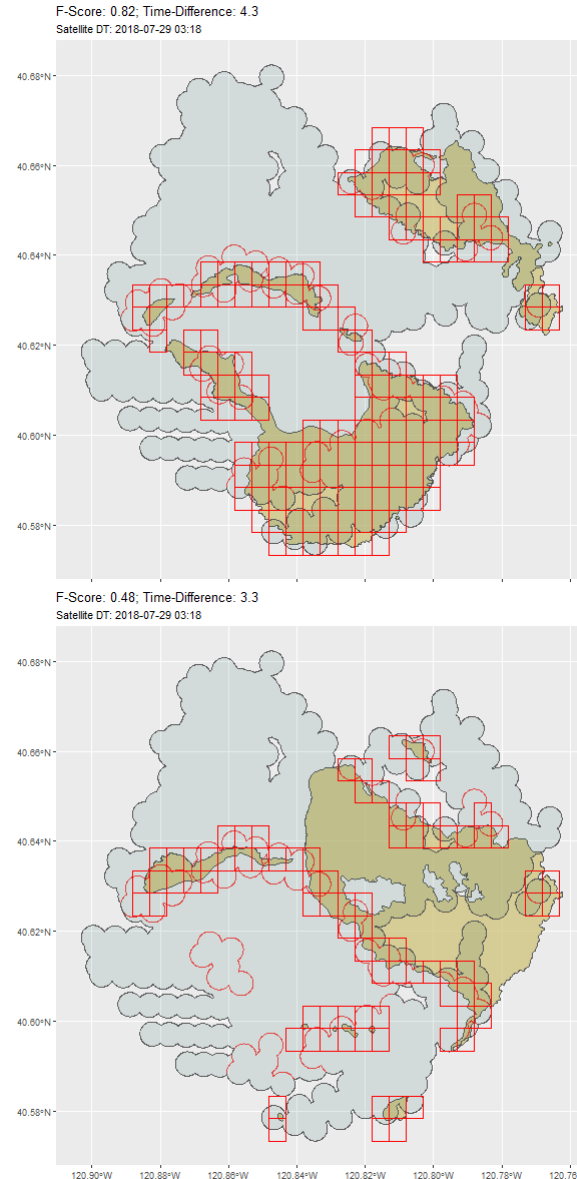 F-Score: 0.82; Time-Difference: 4.3
Satellite DT: 2018-07-29 03:18
40.68°N
40.66°N
40.64°N
40.62°N
40.60°N
40.58°N
F-Score: 0.48; Time-Difference: 3.3
Satellite DT: 2018-07-29 03:18
40.68°N
40.66°N
40.64°N
40.62°N
40.60°N
40.58°N
120.90°W 120.88°W 120.86°W 120.84°W 120.82°W 120.80°W 120.78°W 120.76°